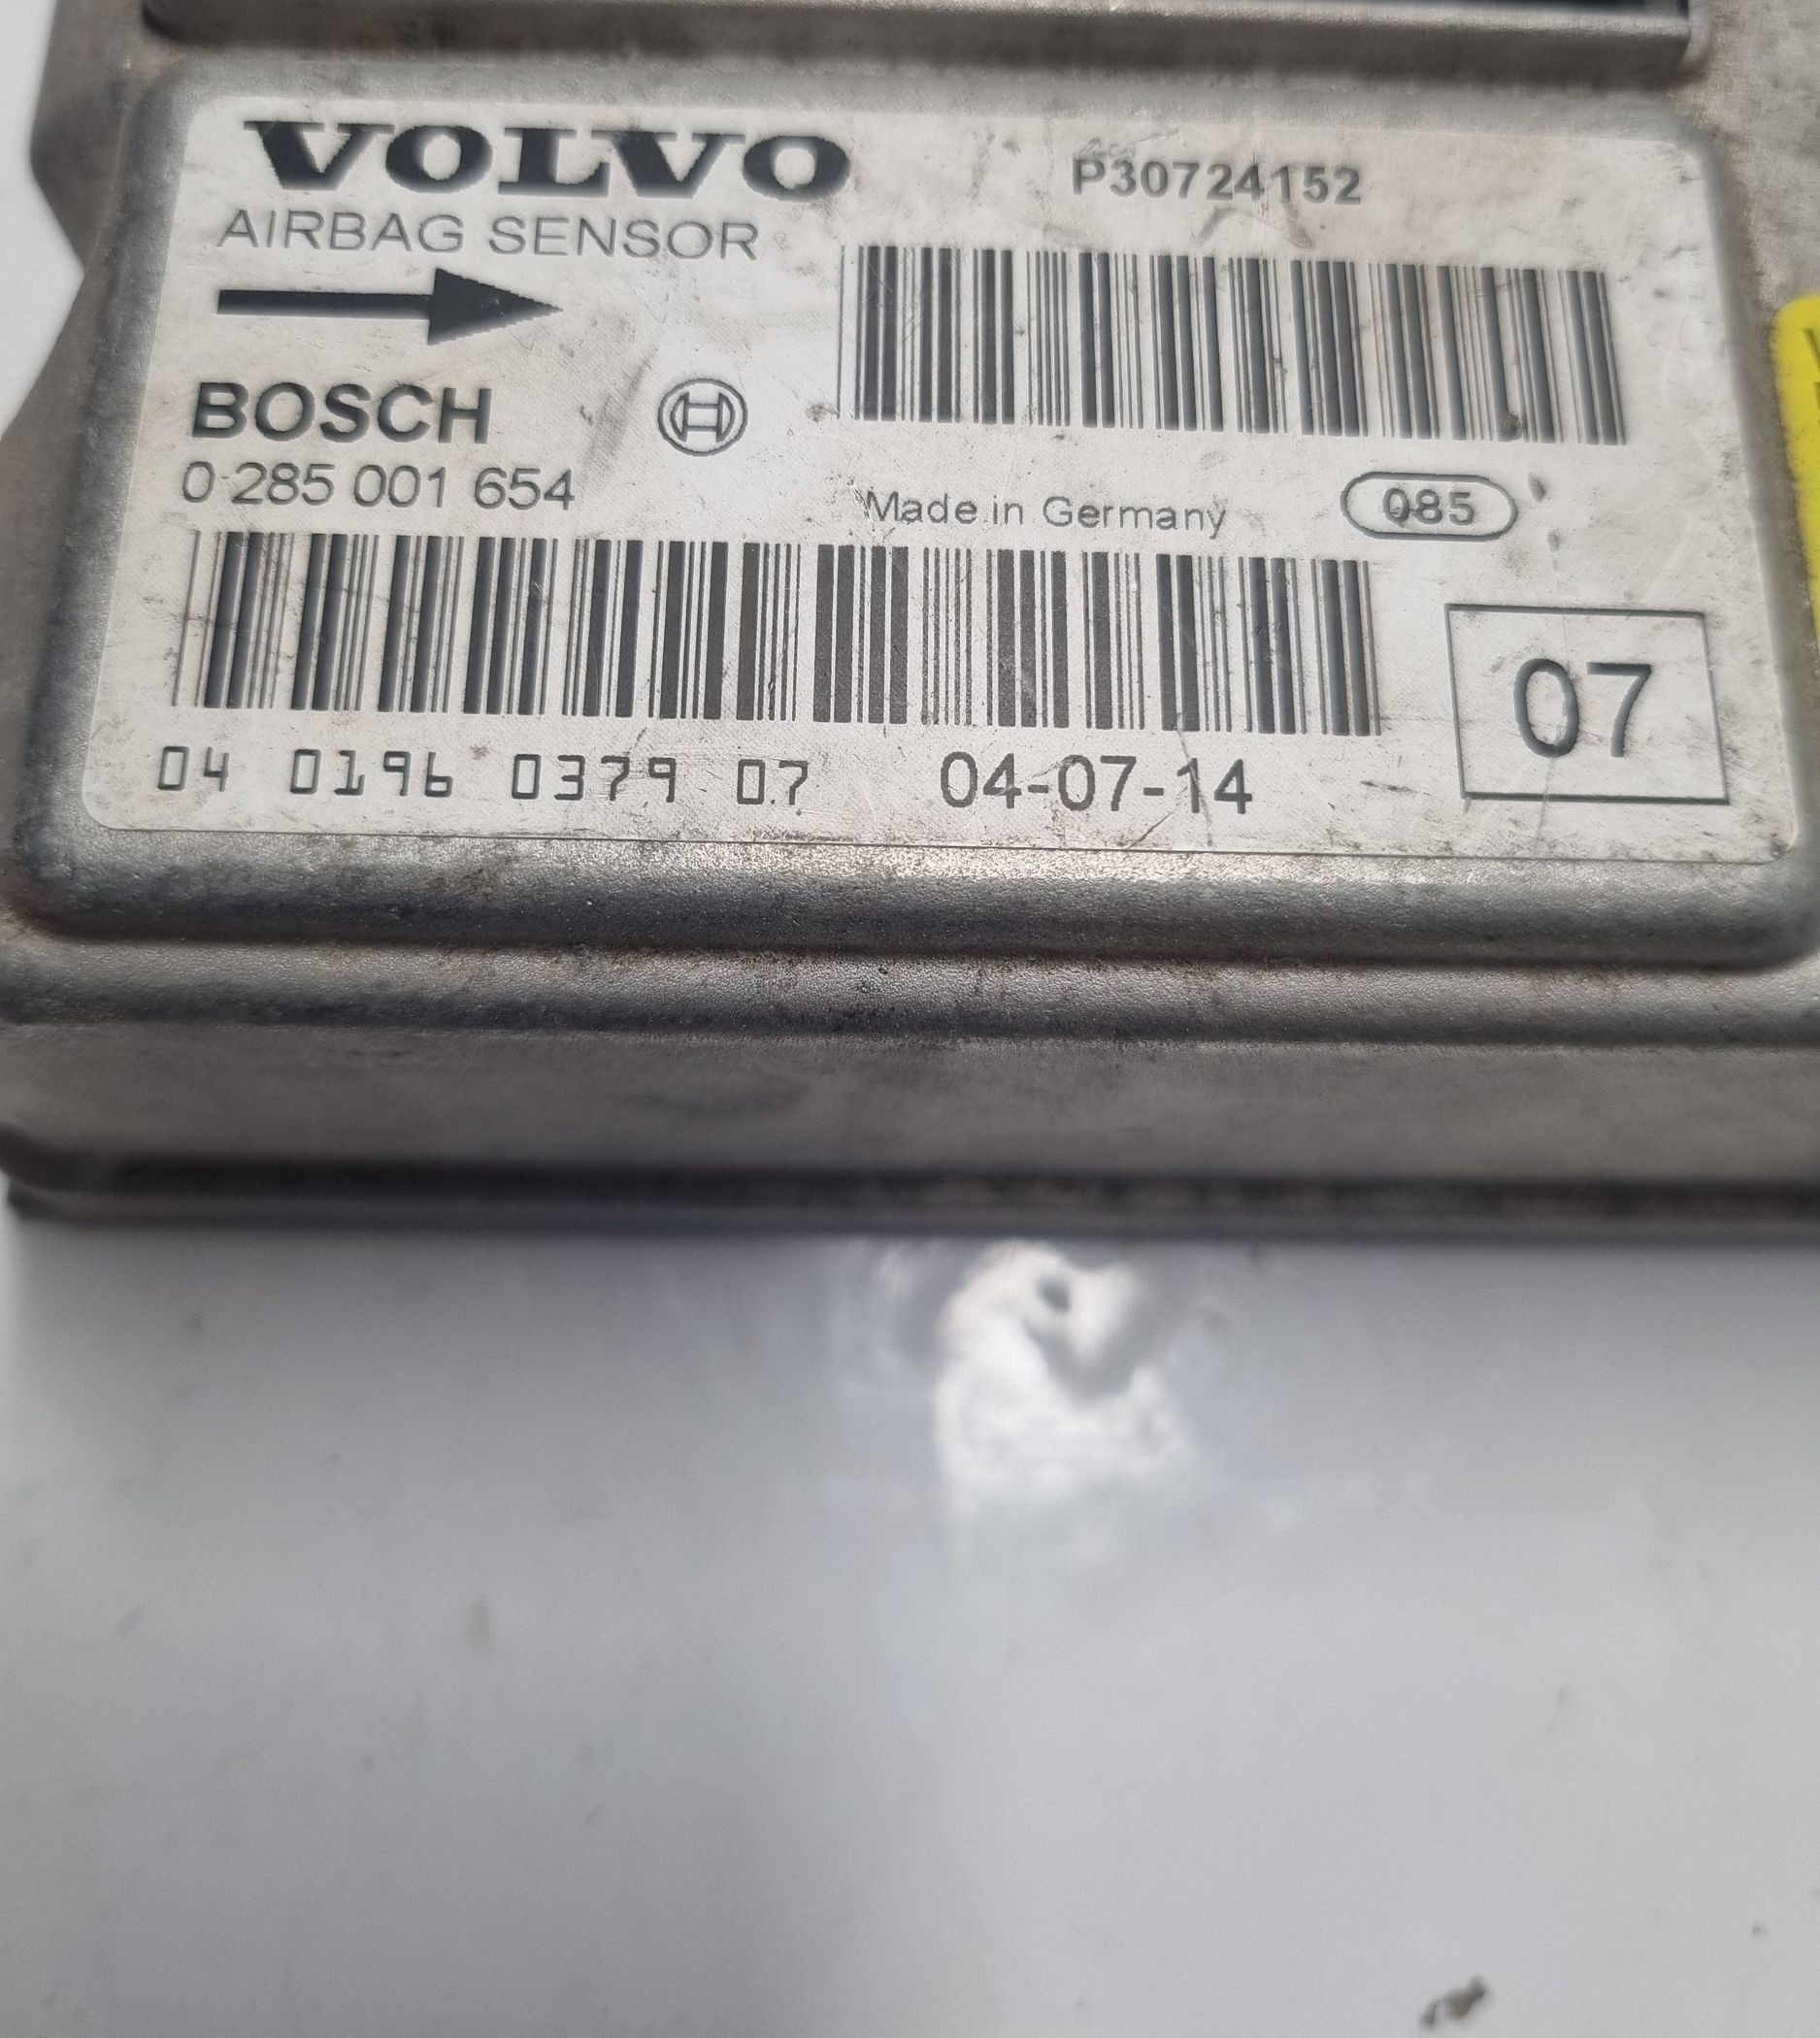 VOLVO
P30724152
AIRBAG SENSOR
BOSCH
0 285 001 654
Made in Germany
085
07
04 0196 0379 07
04-07-14